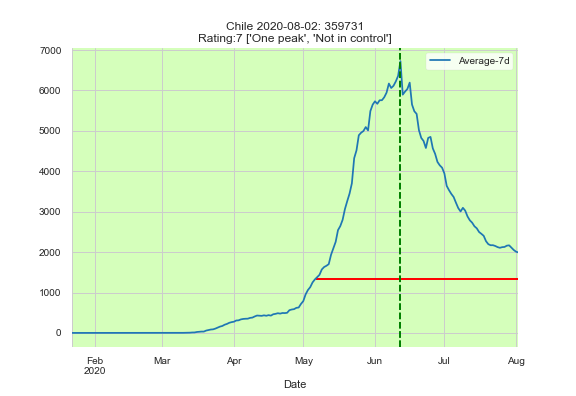 Chile 2020-08-02: 359731
Rating:7 ['One peak', 'Not in control']
Average-7d
7000
6000
5000
4000
3000
2000
1000
0
Feb
2020
Mar
Apr
May
Jun
Jul
Aug
Date